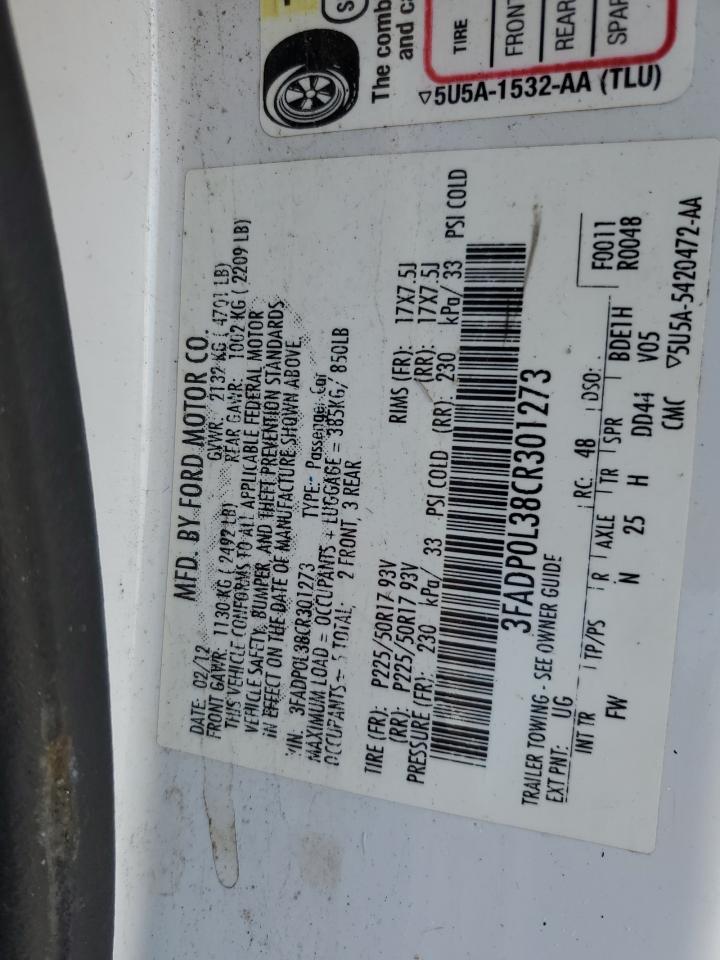 The comb
and ca
TIRE
FRONT
REAR
SPAR
5U5A-1532-AA (TLU)
MFD. BY FORD MOTOR CO.
DATE: 02/12 GVWR: 2132 KG ( 4701 LB)
FRONT GAWR: 1130 KG ( 2492 LB) REAR GAWR: 1002 KG ( 2209 LB)
THIS VEHICLE CONFORMS TO ALL APPLICABLE FEDERAL MOTOR
VEHICLE SAFETY, BUMPER, AND THEFT PREVENTION STANDARDS
IN EFFECT ON THE DATE OF MANUFACTURE SHOWN ABOVE.
VIN: 3FADP0L38CR301273 TYPE: Passenger Car
MAXIMUM LOAD = OCCUPANTS + LUGGAGE = 385KG/ 850LB
OCCUPANTS = 5 TOTAL; 2 FRONT, 3 REAR
TIRE (FR): P225/50R17 93V RIMS (FR): 17X7.5J
(RR): P225/50R17 93V (RR): 17X7.5J
PRESSURE (FR): 230 kPa/ 33 PSI COLD (RR): 230 kPa/ 33 PSI COLD
3FADP0L38CR301273
TRAILER TOWING - SEE OWNER GUIDE
EXT PNT: UG RC: 48 DSO: F0011
R0048
INT TR TP/PS R AXLE TR SPR BDE1H
FW N 25 H DD44 V05
CMC 5U5A-5420472-AA